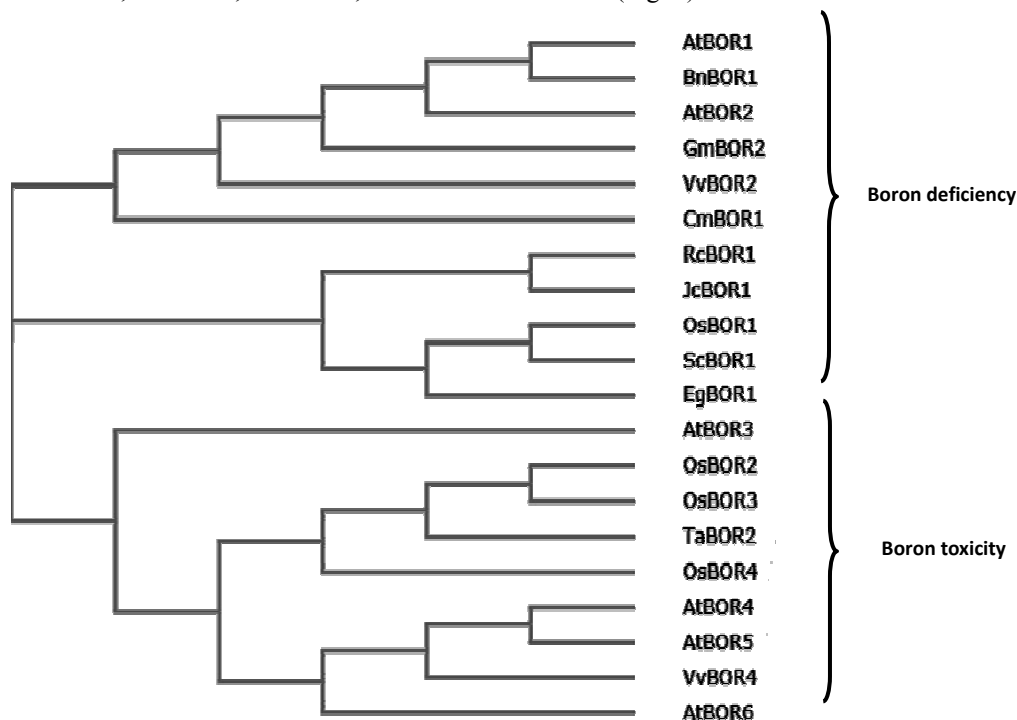 AtBOR1
BnBOR1
AtBOR2
GmBOR2
VvBOR2
CmBOR1
RcBOR1
JcBOR1
OsBOR1
ScBOR1
EgBOR1
AtBOR3
OsBOR2
OsBOR3
TaBOR2
OsBOR4
AtBOR4
AtBOR5
VvBOR4
AtBOR6
Boron deficiency
Boron toxicity